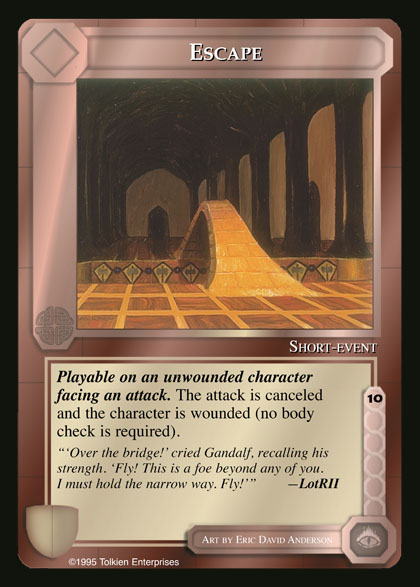 Escape
Short-event
Playable on an unwounded character
facing an attack. The attack is canceled
and the character is wounded (no body
check is required).
10
“‘Over the bridge!’ cried Gandalf, recalling his
strength. ‘Fly! This is a foe beyond any of you.
I must hold the narrow way. Fly!’” —LotRII
Art by Eric David Anderson
©1995 Tolkien Enterprises